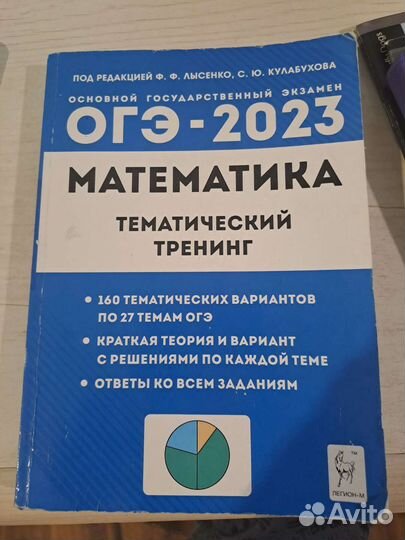 ПОД РЕДАКЦИЕЙ Ф. Ф. ЛЫСЕНКО, С. Ю. КУЛАБУХОВА
ОСНОВНОЙ ГОСУДАРСТВЕННЫЙ ЭКЗАМЕН
ОГЭ-2023
МАТЕМАТИКА
ТЕМАТИЧЕСКИЙ
ТРЕНИНГ
• 160 ТЕМАТИЧЕСКИХ ВАРИАНТОВ
ПО 27 ТЕМАМ ОГЭ
• КРАТКАЯ ТЕОРИЯ И ВАРИАНТ
С РЕШЕНИЯМИ ПО КАЖДОЙ ТЕМЕ
• ОТВЕТЫ КО ВСЕМ ЗАДАНИЯМ
TM
ЛЕГИОН-М
Avito